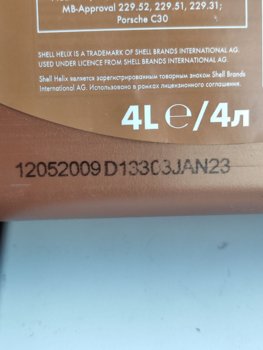 MB-Approval 229.52, 229.51, 229.31;
Porsche C30
SHELL HELIX IS A TRADEMARK OF SHELL BRANDS INTERNATIONAL AG.
USED UNDER LICENCE FROM SHELL BRANDS INTERNATIONAL AG.
Shell Helix является зарегистрированным товарным знаком Shell Brands
International AG. Использовано в рамках лицензионного соглашения.
4L℮/4л
12052009 D13303JAN23